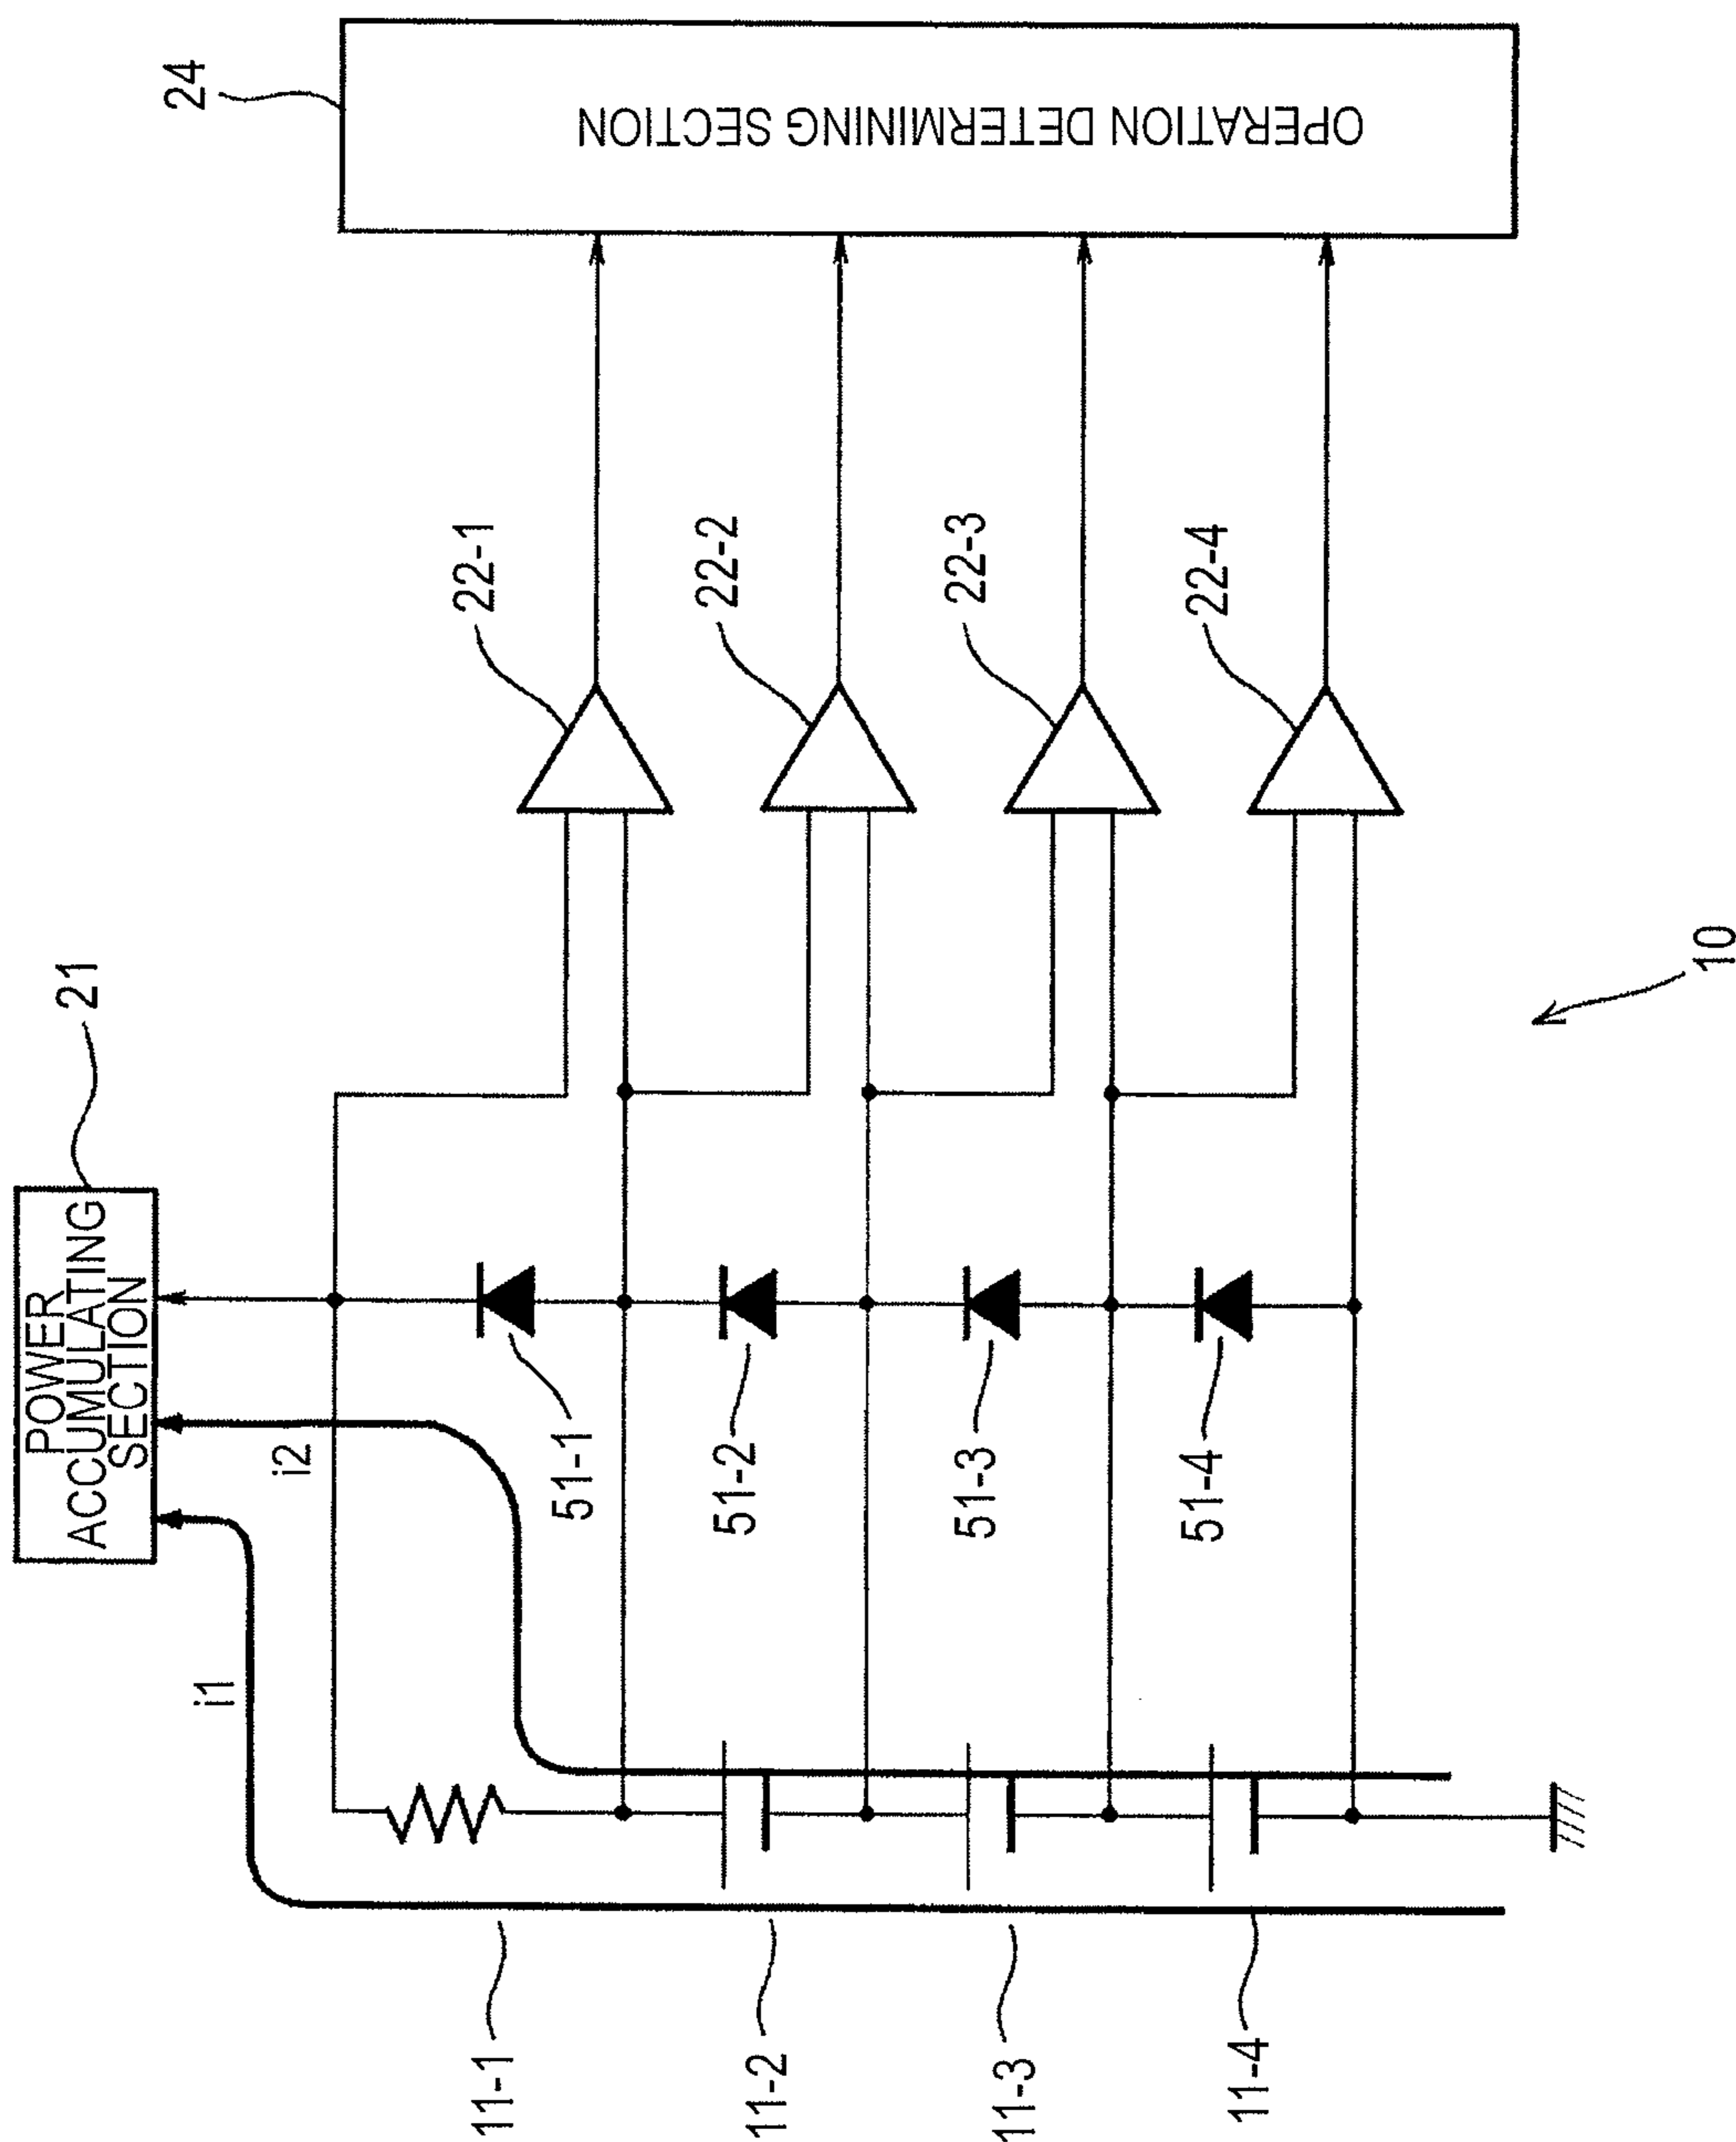 24
OPERATION DETERMINING SECTION
22-1
22-2
22-3
22-4
21
POWER
ACCUMULATING
SECTION
i2
i1
51-1
51-2
51-3
51-4
11-1
11-2
11-3
11-4
10